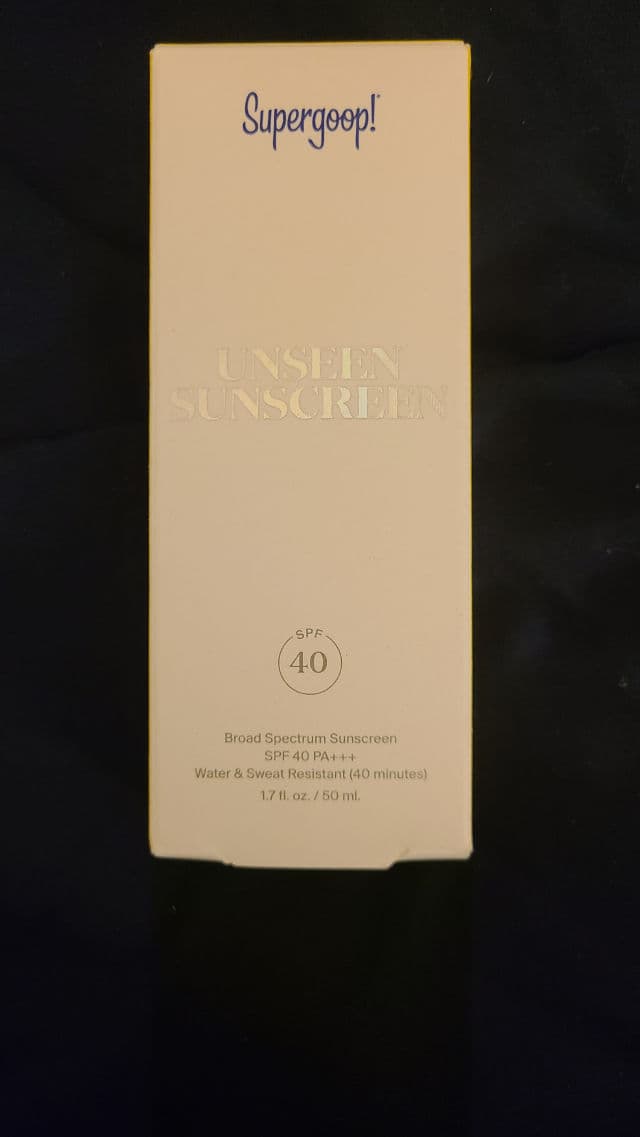 Supergoop!
UNSEEN
SUNSCREEN
SPF
40
Broad Spectrum Sunscreen
SPF 40 PA+++
Water & Sweat Resistant (40 minutes)
1.7 fl. oz. / 50 ml.